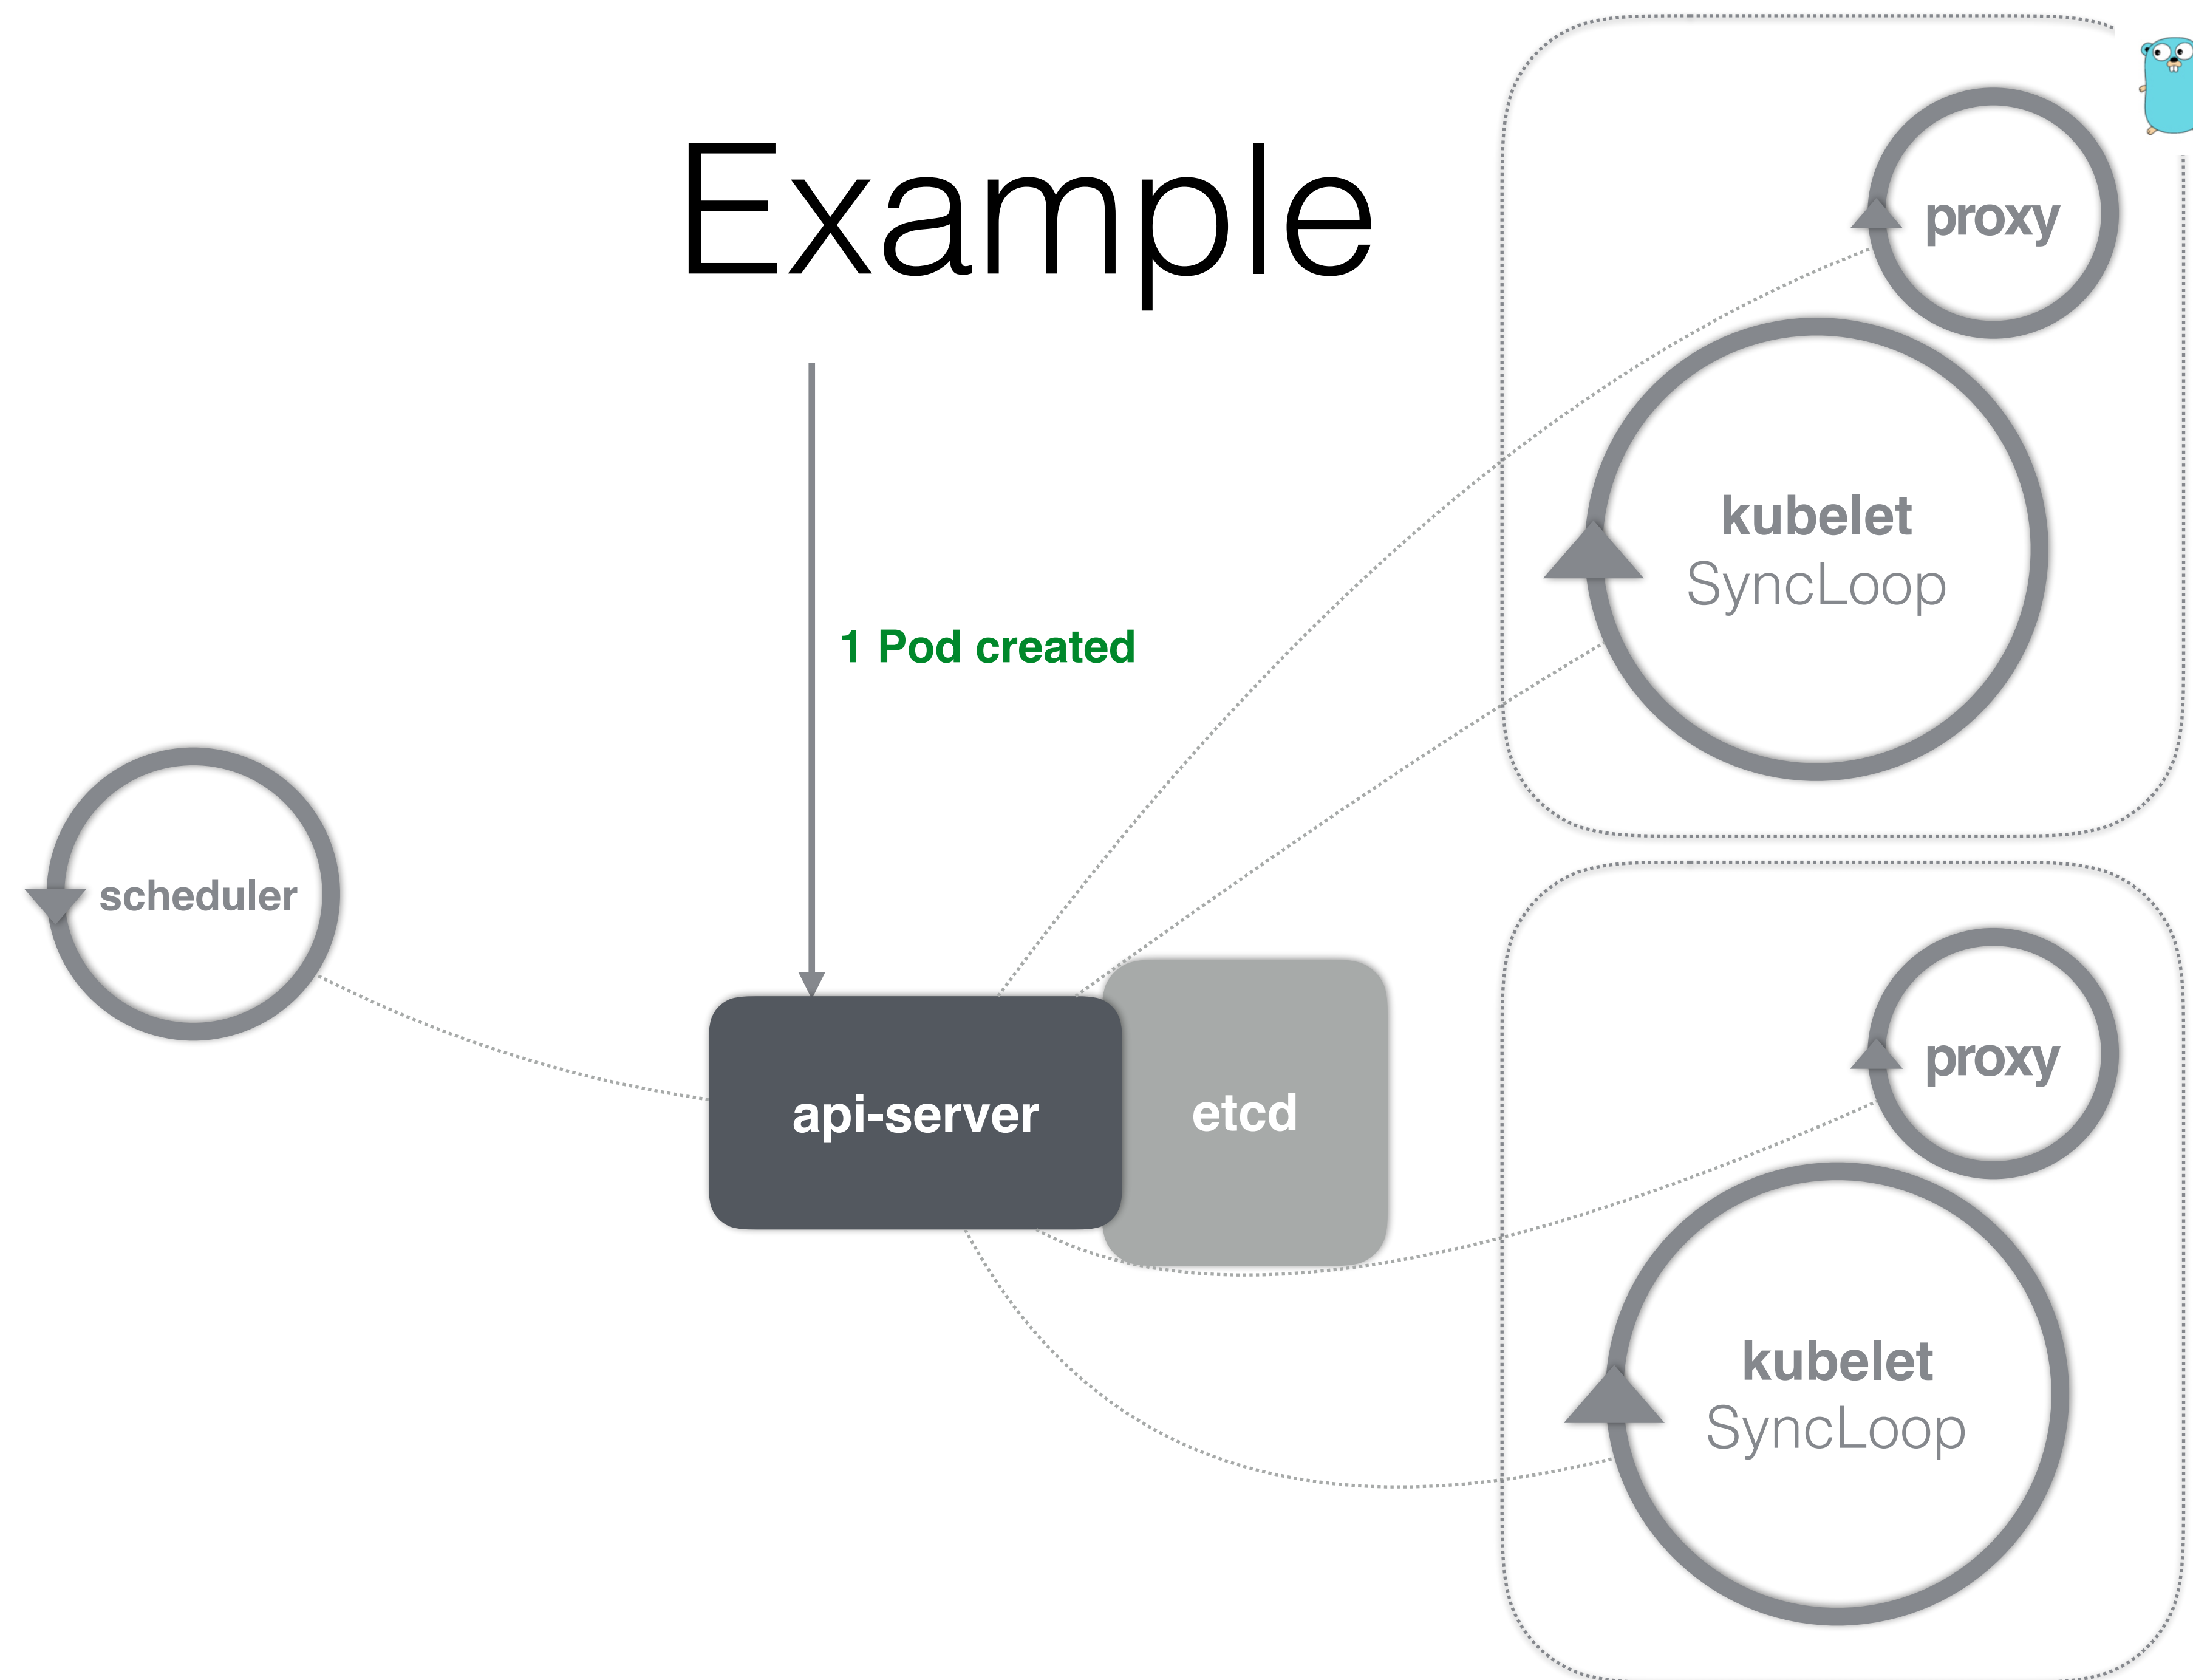 Example
proxy
kubelet
SyncLoop
1 Pod created
scheduler
api-server
etcd
proxy
kubelet
SyncLoop